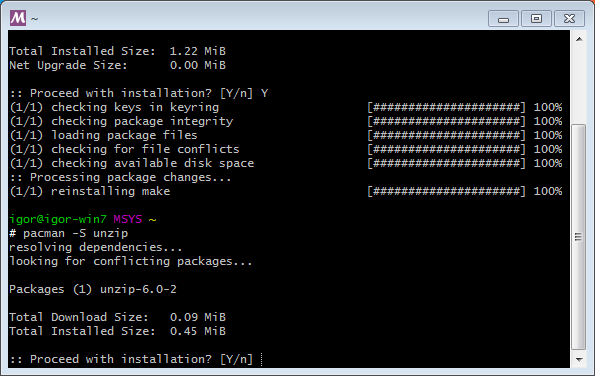 M ~
Total Installed Size:  1.22 MiB
Net Upgrade Size:      0.00 MiB
:: Proceed with installation? [Y/n] Y
(1/1) checking keys in keyring                     [#####################] 100%
(1/1) checking package integrity                   [#####################] 100%
(1/1) loading package files                        [#####################] 100%
(1/1) checking for file conflicts                  [#####################] 100%
(1/1) checking available disk space                [#####################] 100%
:: Processing package changes...
(1/1) reinstalling make                            [#####################] 100%
igor@igor-win7 MSYS ~
# pacman -S unzip
resolving dependencies...
looking for conflicting packages...
Packages (1) unzip-6.0-2
Total Download Size:   0.09 MiB
Total Installed Size:  0.45 MiB
:: Proceed with installation? [Y/n]